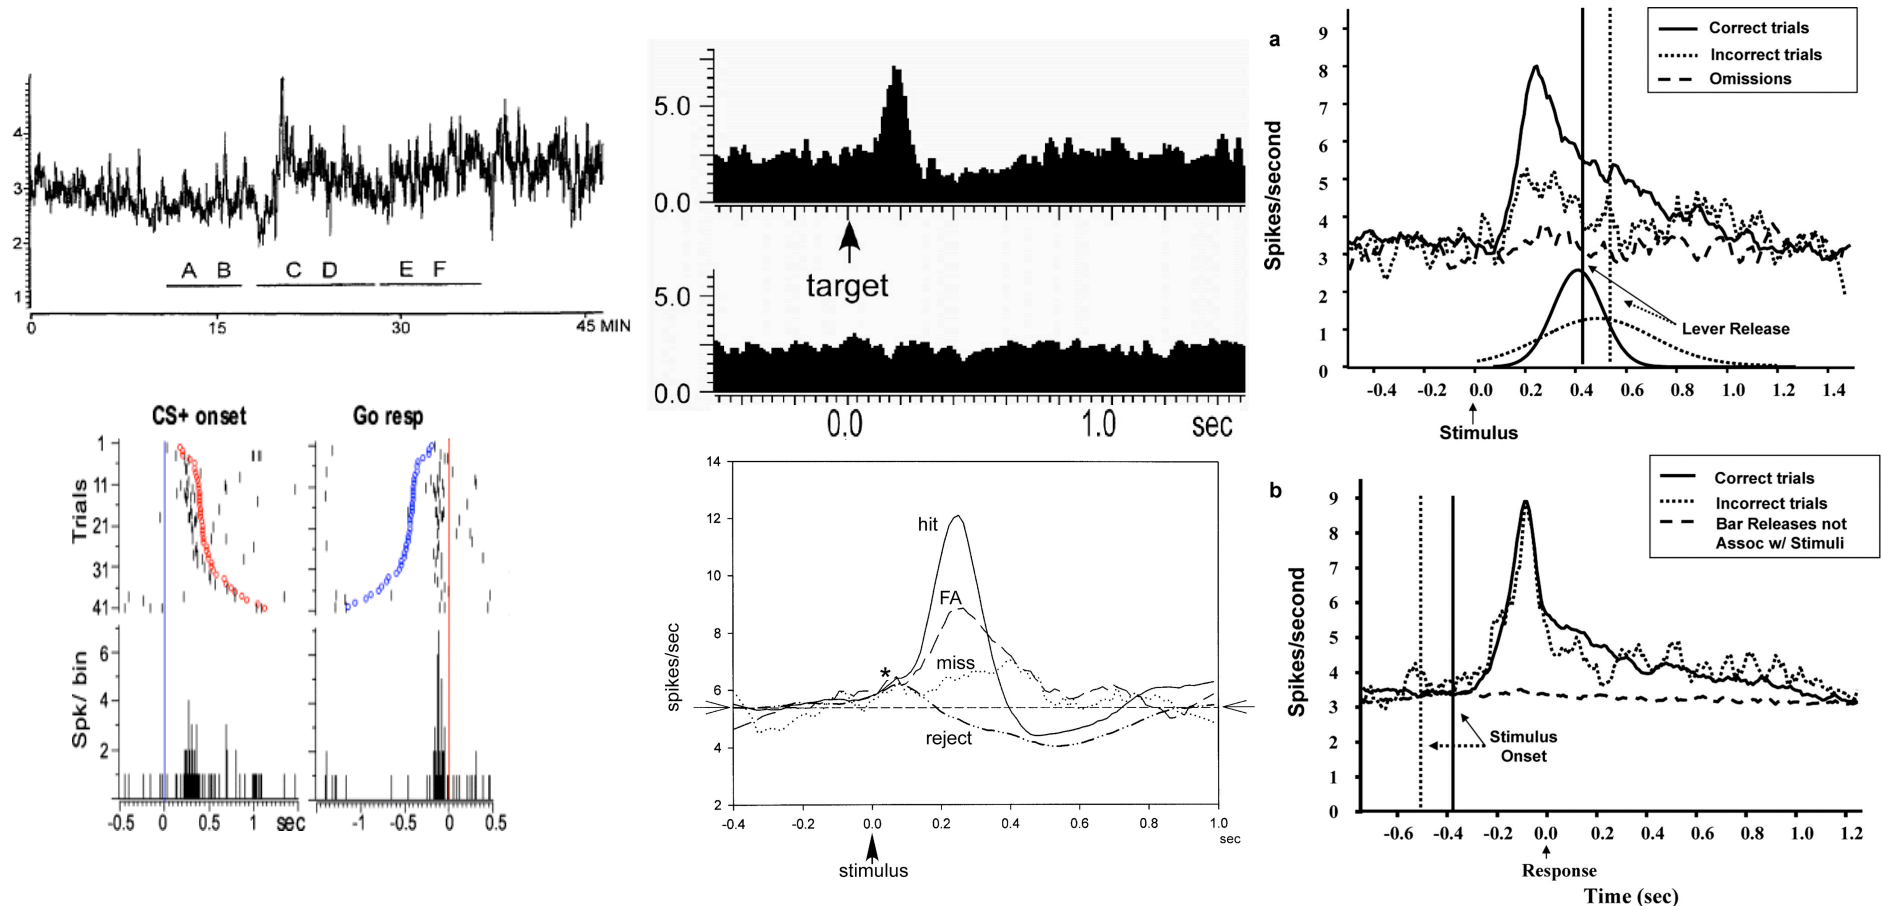 4
3
2
1
A B C D E F
0 15 30 45 MIN
5.0
0.0
target
5.0
0.0
0.0 1.0 sec
a
Correct trials
Incorrect trials
Omissions
Spikes/second
9
8
7
6
5
4
3
2
1
0
Lever Release
-0.4 -0.2 0.0 0.2 0.4 0.6 0.8 1.0 1.2 1.4
Stimulus
CS+ onset Go resp
Trials
1
11
21
31
41
Spk/ bin
6
4
2
-0.5 0 0.5 1 sec
-1 -0.5 0 0.5
14
12
10
8
6
4
2
spikes/sec
hit
FA
*
miss
reject
-0.4 -0.2 0.0 0.2 0.4 0.6 0.8 1.0
sec
stimulus
b
Correct trials
Incorrect trials
Bar Releases not
Assoc w/ Stimuli
Spikes/second
9
8
7
6
5
4
3
2
1
0
Stimulus
Onset
-0.6 -0.4 -0.2 0.0 0.2 0.4 0.6 0.8 1.0 1.2
Response
Time (sec)